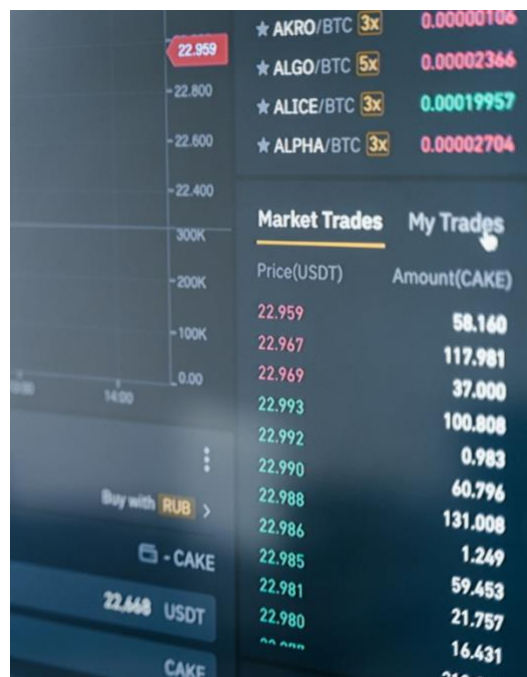 AKRO/BTC 3x 0.00000106
ALGO/BTC 5x 0.00002366
ALICE/BTC 3x 0.00019957
ALPHA/BTC 3x 0.00002704
22.959
22.800
22.600
22.400
300K
200K
100K
0.00
14:00
Buy with RUB
- CAKE
22.668 USDT
CAKE
Market Trades My Trades
Price(USDT) Amount(CAKE)
22.959 58.160
22.967 117.981
22.969 37.000
22.993 100.808
22.992 0.983
22.990 60.796
22.988 131.008
22.986 1.249
22.985 59.453
22.981 21.757
22.980 16.431